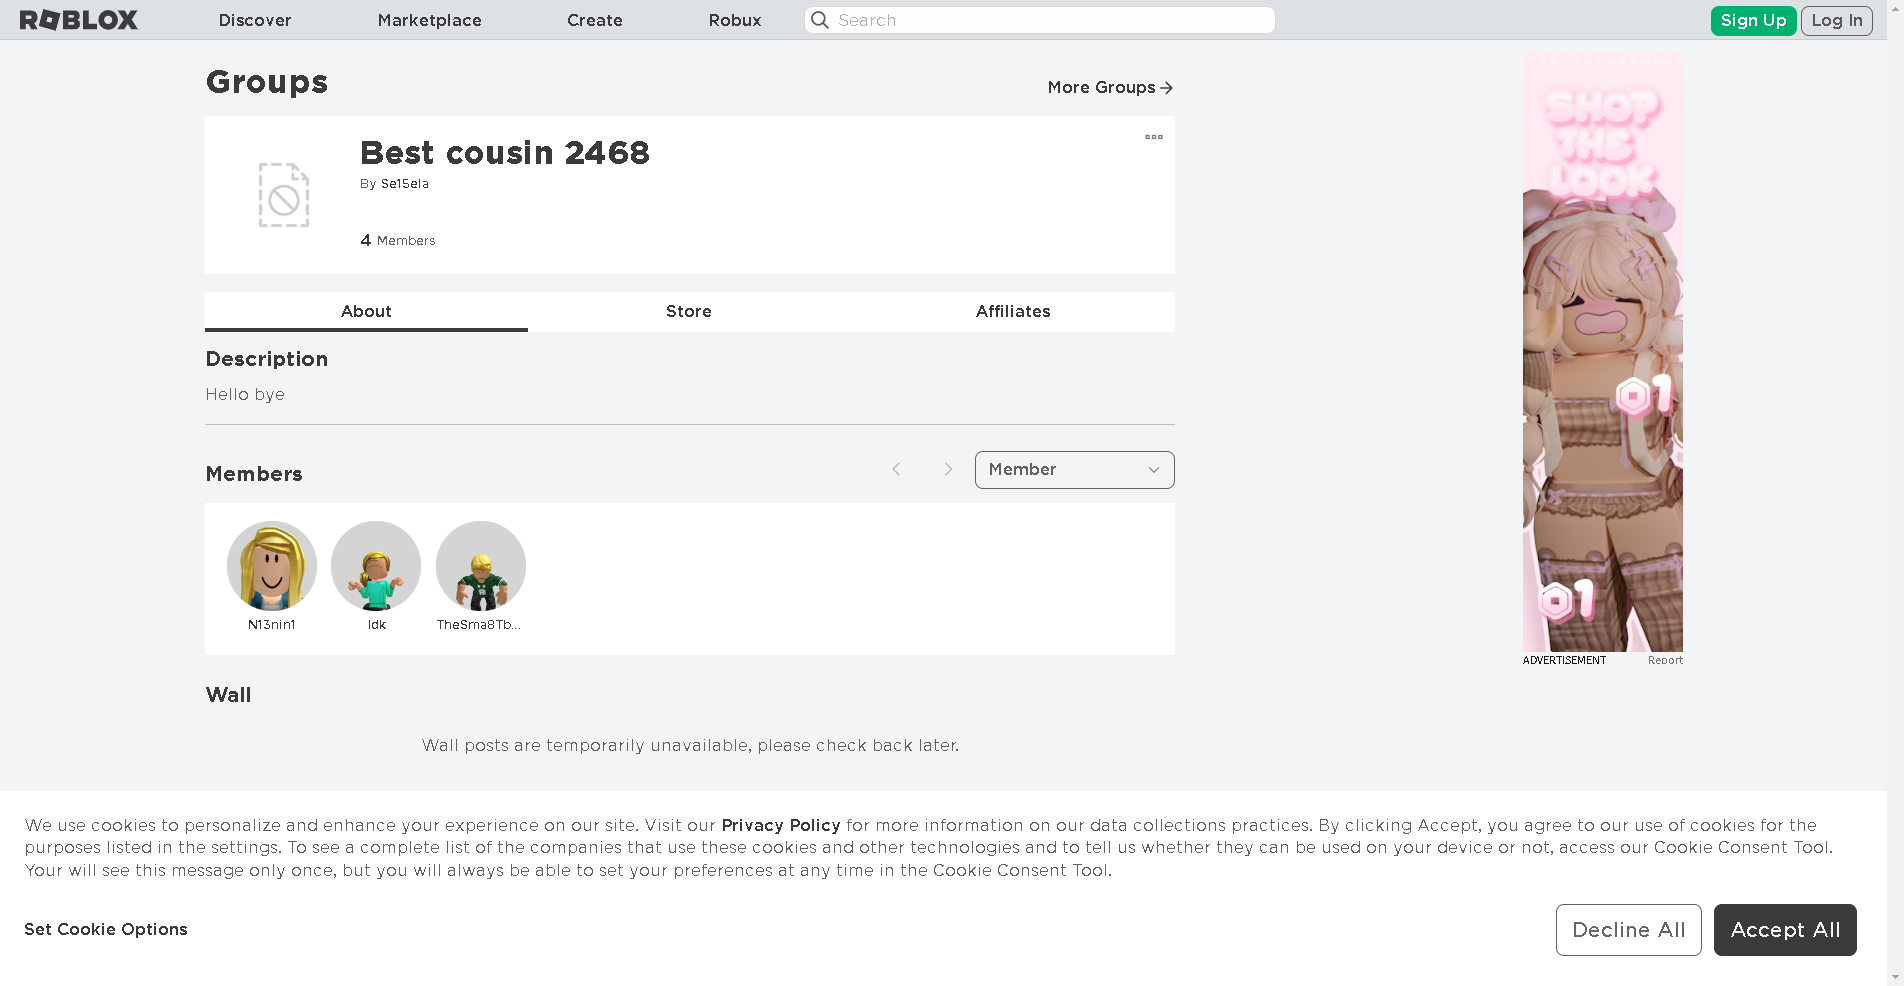 ROBLOX
Discover
Marketplace
Create
Robux
Search
Sign Up
Log In
Groups
More Groups
Best cousin 2468
By Se15ela
4 Members
About
Store
Affiliates
Description
Hello bye
Members
Member
N13nin1
Idk
TheSma8Tb...
Wall
Wall posts are temporarily unavailable, please check back later.
SHOP
THE
LOOK
1
1
ADVERTISEMENT
Report
We use cookies to personalize and enhance your experience on our site. Visit our Privacy Policy for more information on our data collections practices. By clicking Accept, you agree to our use of cookies for the
purposes listed in the settings. To see a complete list of the companies that use these cookies and other technologies and to tell us whether they can be used on your device or not, access our Cookie Consent Tool.
Your will see this message only once, but you will always be able to set your preferences at any time in the Cookie Consent Tool.
Set Cookie Options
Decline All
Accept All